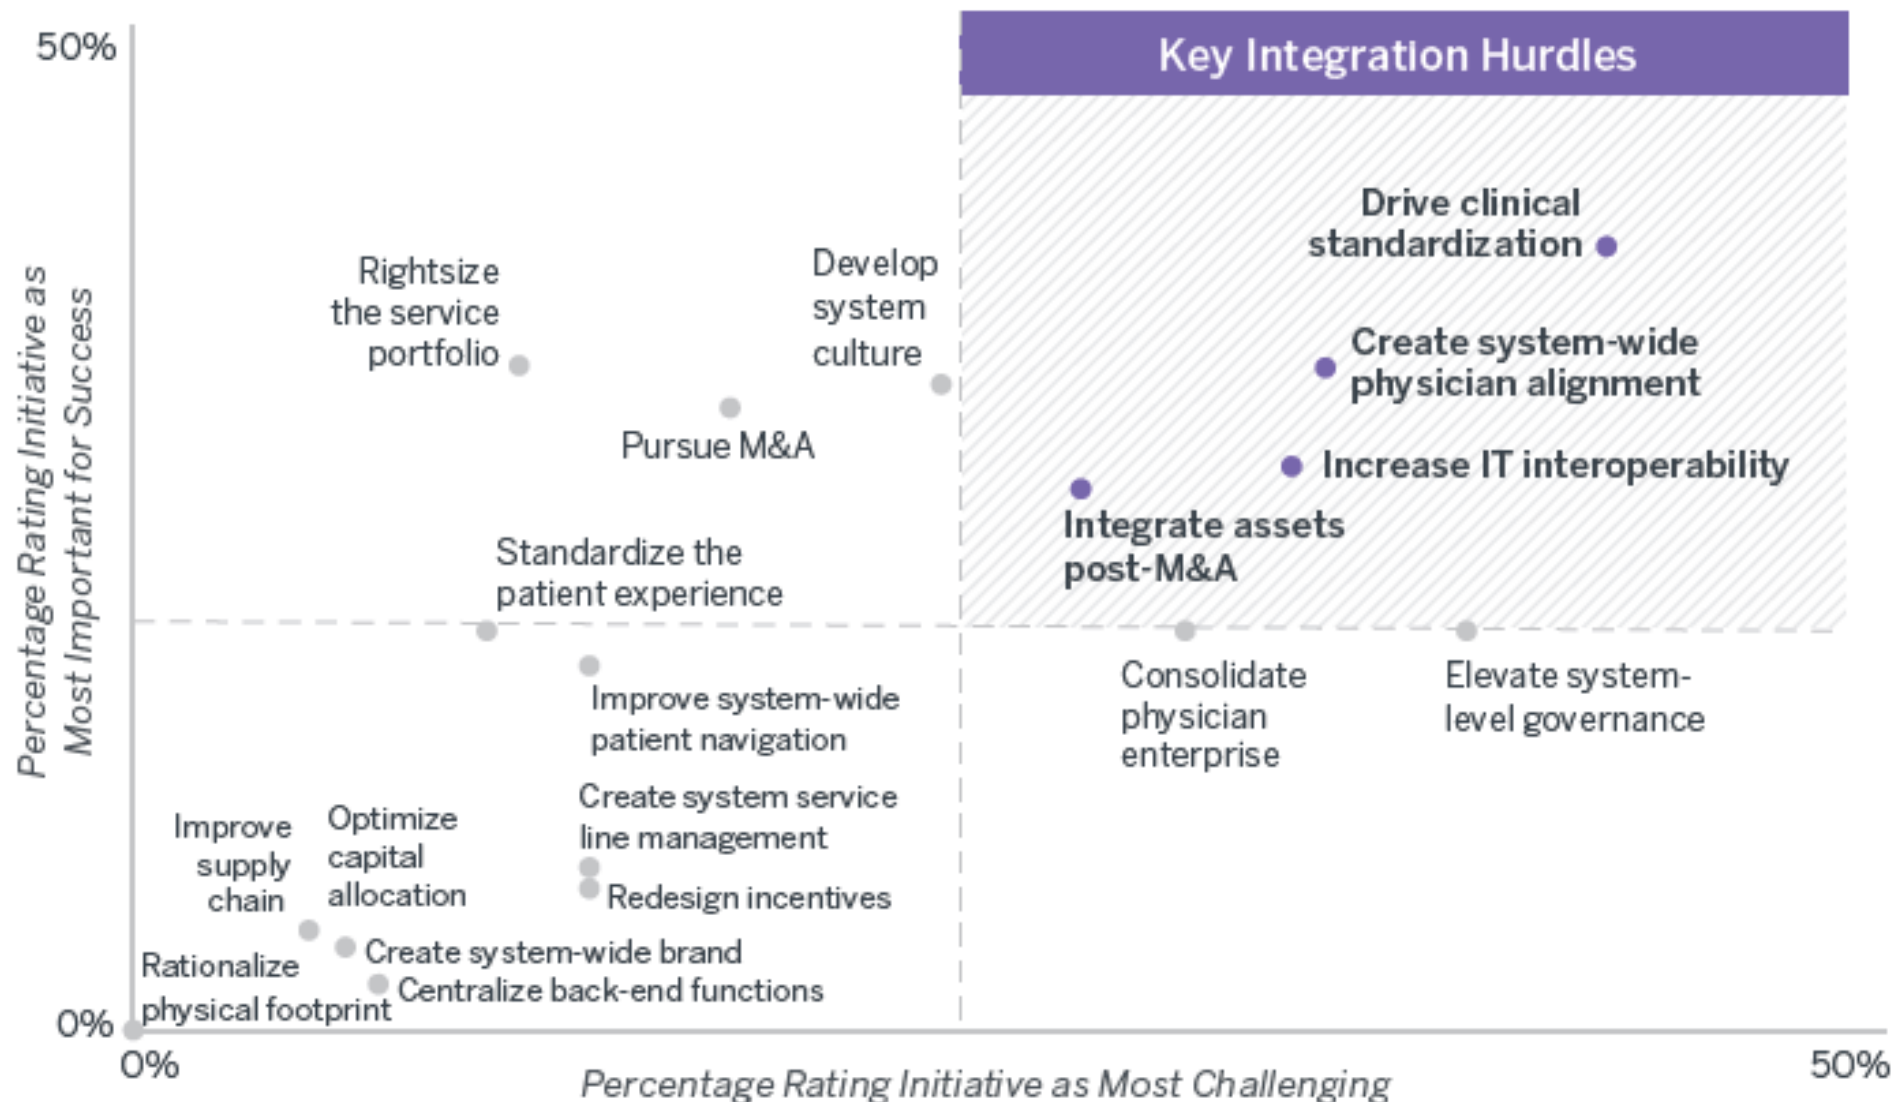 50%
Key Integration Hurdles
Drive clinical
standardization
Rightsize
the service
portfolio
Develop
system
culture
Create system-wide
physician alignment
Pursue M&A
Increase IT interoperability
Integrate assets
post-M&A
Standardize the
patient experience
Percentage Rating Initiative as
Most Important for Success
Improve system-wide
patient navigation
Consolidate
physician
enterprise
Elevate system-
level governance
Create system service
line management
Improve
supply
chain
Optimize
capital
allocation
Redesign incentives
Create system-wide brand
Rationalize
physical footprint
Centralize back-end functions
0%
0%
Percentage Rating Initiative as Most Challenging
50%